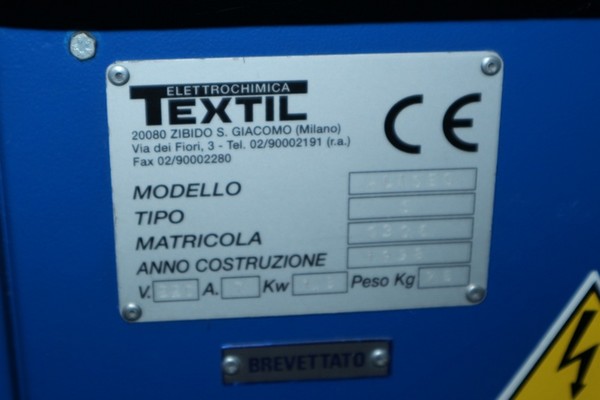 ELETTROCHIMICA
TEXTIL
20080 ZIBIDO S. GIACOMO (Milano)
Via dei Fiori, 3 - Tel. 02/90002191 (r.a.)
Fax 02/90002280
CE
MODELLO
TIPO
MATRICOLA
ANNO COSTRUZIONE
V. A. Kw Peso Kg
BREVETTATO